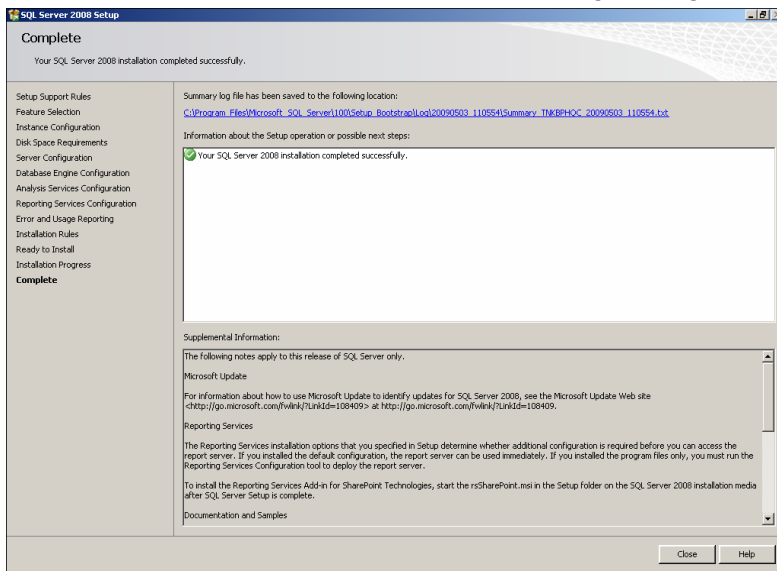 SQL Server 2008 Setup
Complete
Your SQL Server 2008 installation completed successfully.
Setup Support Rules
Feature Selection
Instance Configuration
Disk Space Requirements
Server Configuration
Database Engine Configuration
Analysis Services Configuration
Reporting Services Configuration
Error and Usage Reporting
Installation Rules
Ready to Install
Installation Progress
Complete
Summary log file has been saved to the following location:
C:\Program Files\Microsoft SQL Server\100\Setup Bootstrap\Log\20090503_110554\Summary_TNKBPHOC_20090503_110554.txt
Information about the Setup operation or possible next steps:
Your SQL Server 2008 installation completed successfully.
Supplemental Information:
The following notes apply to this release of SQL Server only.
Microsoft Update
For information about how to use Microsoft Update to identify updates for SQL Server 2008, see the Microsoft Update Web site
<http://go.microsoft.com/fwlink/?LinkId=108409> at http://go.microsoft.com/fwlink/?LinkId=108409.
Reporting Services
The Reporting Services installation options that you specified in Setup determine whether additional configuration is required before you can access the
report server. If you installed the default configuration, the report server can be used immediately. If you installed the program files only, you must run the
Reporting Services Configuration tool to deploy the report server.
To install the Reporting Services Add-in for SharePoint Technologies, start the rsSharePoint.msi in the Setup folder on the SQL Server 2008 installation media
after SQL Server Setup is complete.
Documentation and Samples
Close
Help